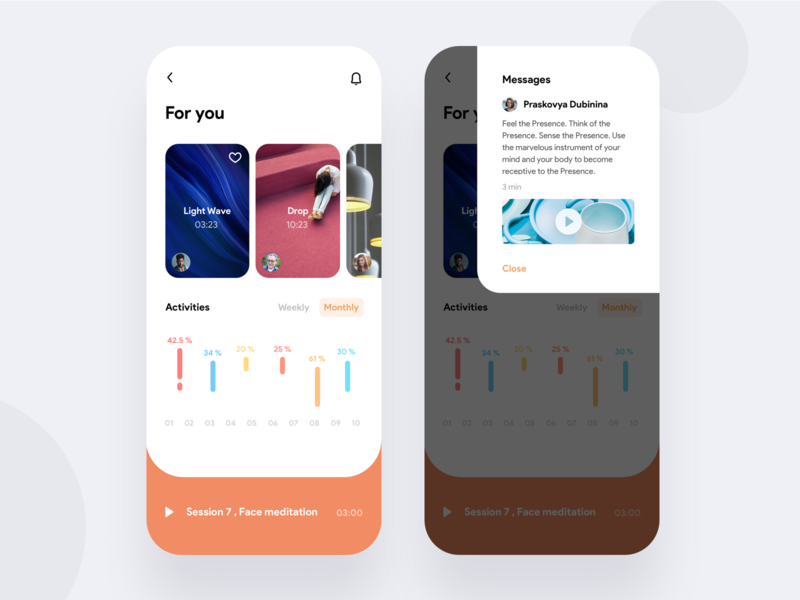 For you
Light Wave
03:23
Drop
10:23
Activities
Weekly
Monthly
42.5 %
34 %
20 %
25 %
61 %
30 %
01 02 03 04 05 06 07 08 09 10
Session 7 , Face meditation
03:00
For y
Ligh
Messages
Praskovya Dubinina
Feel the Presence. Think of the
Presence. Sense the Presence. Use
the marvelous instrument of your
mind and your body to become
receptive to the Presence.
3 min
Close
Activities
Weekly
Monthly
42.5 %
34 %
20 %
25 %
61 %
30 %
01 02 03 04 05 06 07 08 09 10
Session 7 , Face meditation
03:00